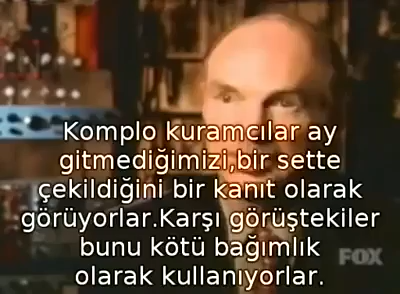 Komplo kuramcılar ay
gitmediğimizi,bir sette
çekildiğini bir kanıt olarak
görüyorlar.Karşı görüştekiler
bunu kötü bağımlık
olarak kullanıyorlar.
FOX